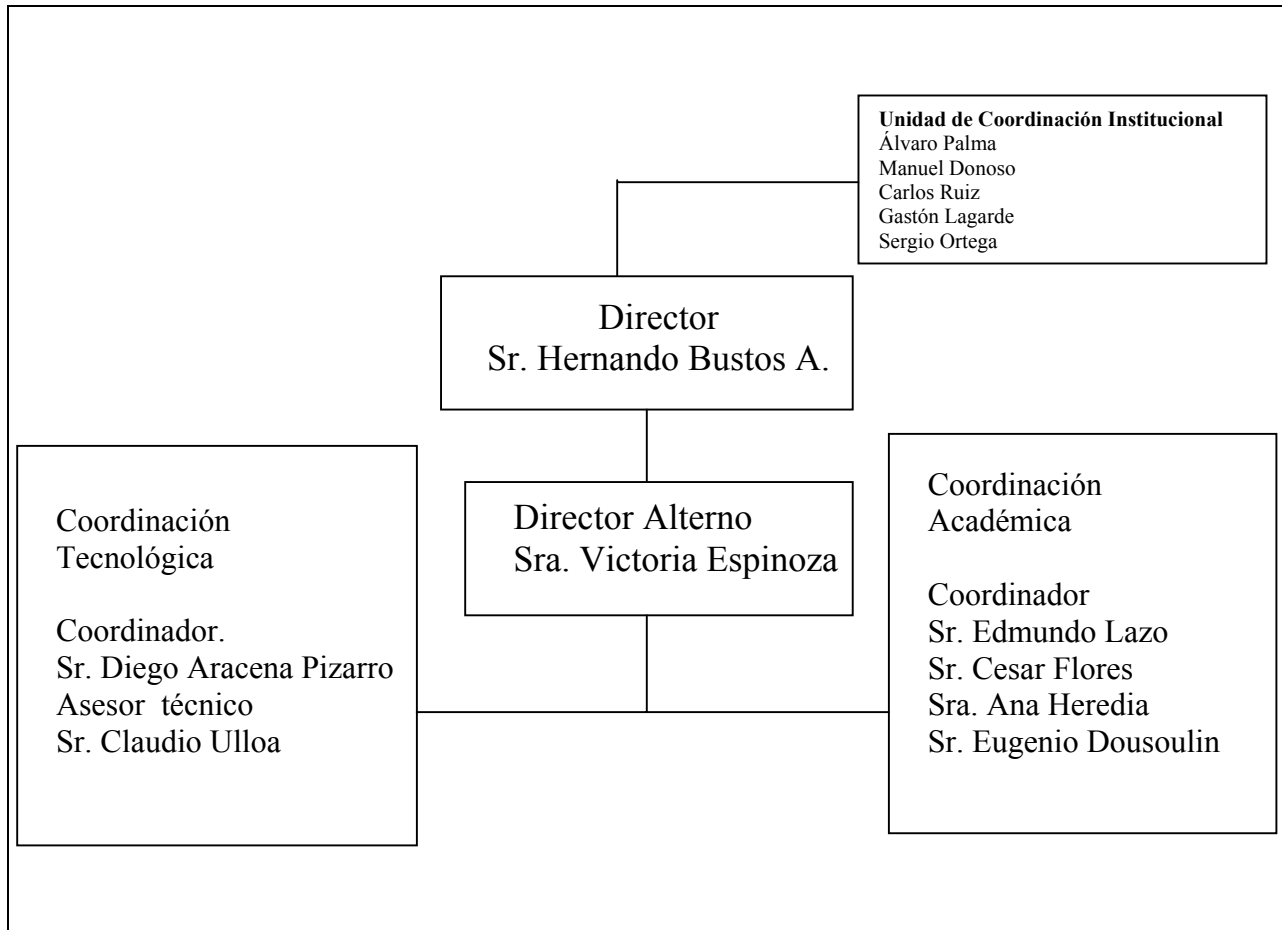 Unidad de Coordinación Institucional
Álvaro Palma
Manuel Donoso
Carlos Ruiz
Gastón Lagarde
Sergio Ortega
Director
Sr. Hernando Bustos A.
Director Alterno
Sra. Victoria Espinoza
Coordinación
Tecnológica
Coordinador.
Sr. Diego Aracena Pizarro
Asesor  técnico
Sr. Claudio Ulloa
Coordinación
Académica
Coordinador
Sr. Edmundo Lazo
Sr. Cesar Flores
Sra. Ana Heredia
Sr. Eugenio Dousoulin